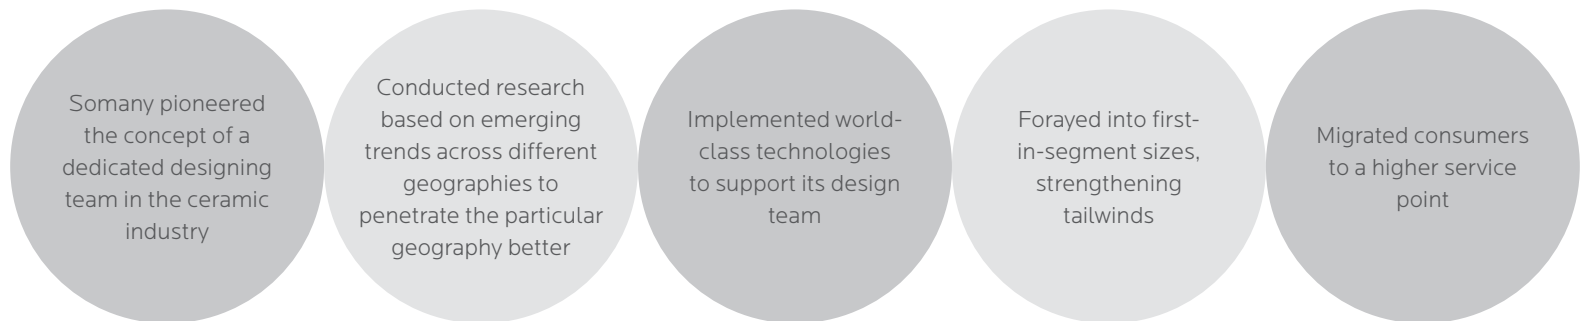 Somany pioneered
the concept of a
dedicated designing
team in the ceramic
industry
Conducted research
based on emerging
trends across different
geographies to
penetrate the particular
geography better
Implemented world-
class technologies
to support its design
team
Forayed into first-
in-segment sizes,
strengthening
tailwinds
Migrated consumers
to a higher service
point